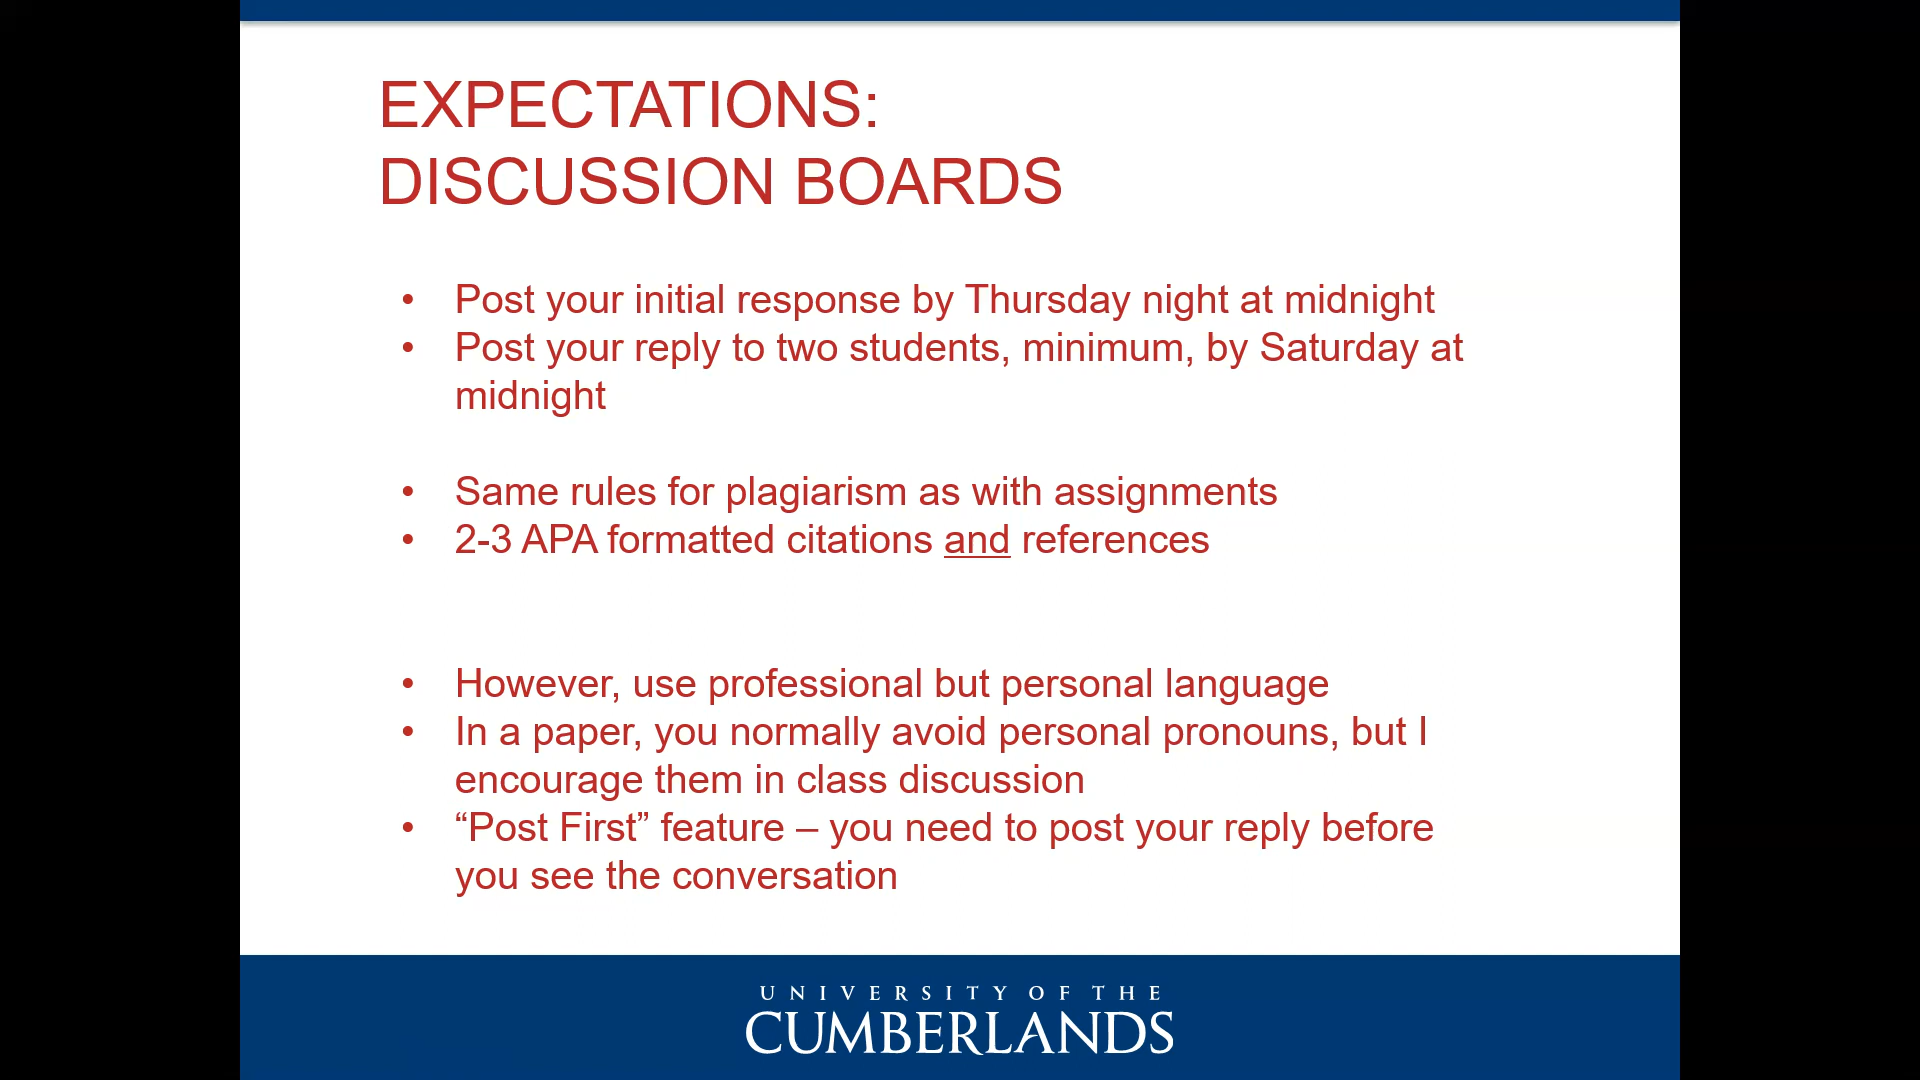 EXPECTATIONS:
DISCUSSION BOARDS
• Post your initial response by Thursday night at midnight
• Post your reply to two students, minimum, by Saturday at
midnight
• Same rules for plagiarism as with assignments
• 2-3 APA formatted citations and references
• However, use professional but personal language
• In a paper, you normally avoid personal pronouns, but I
encourage them in class discussion
• “Post First” feature – you need to post your reply before
you see the conversation
UNIVERSITY OF THE
CUMBERLANDS